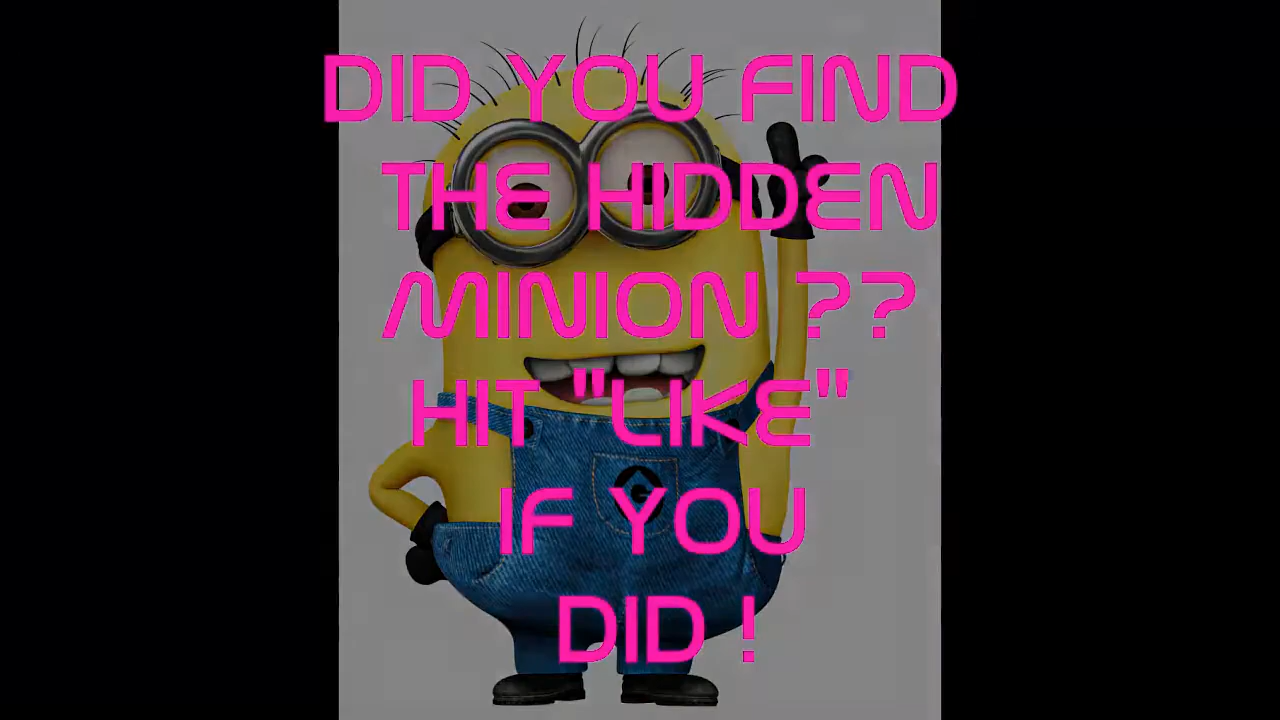 DID YOU FIND
THE HIDDEN
MINION ??
HIT "LIKE"
IF YOU
DID !